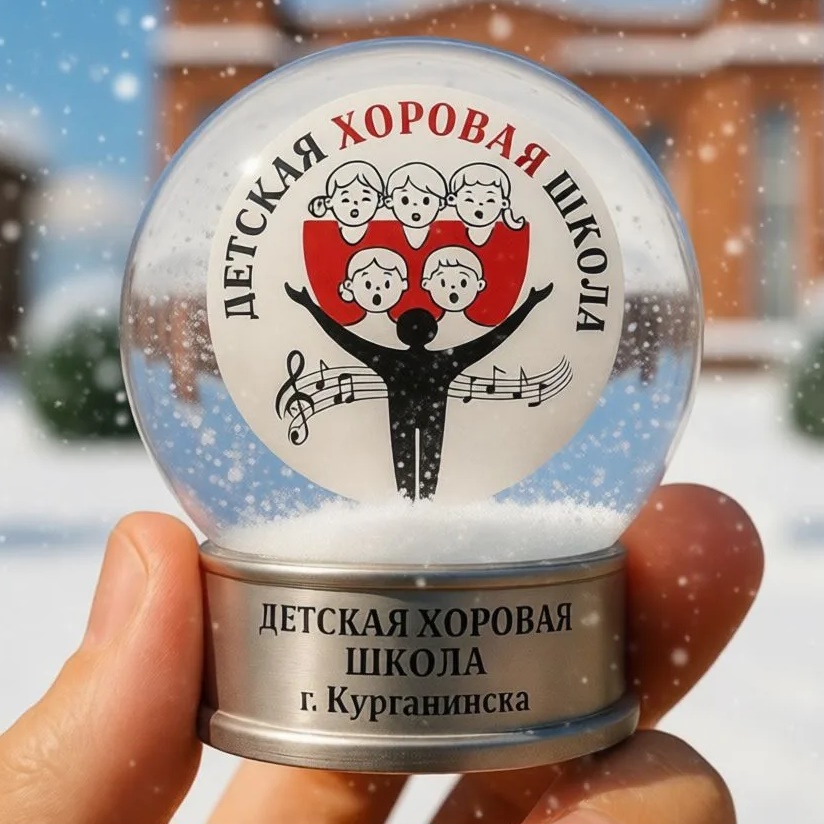 ДЕТСКАЯ ХОРОВАЯ ШКОЛА
ДЕТСКАЯ ХОРОВАЯ
ШКОЛА
г. Курганинска